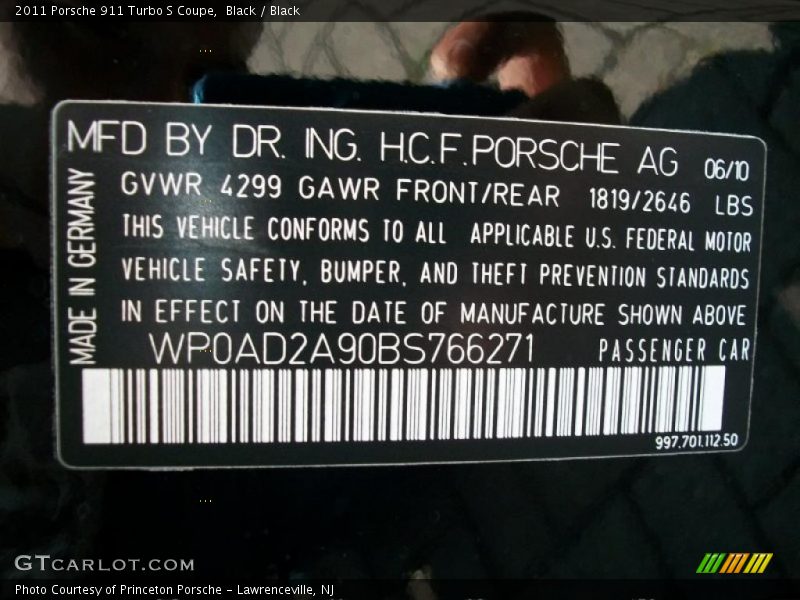 2011 Porsche 911 Turbo S Coupe,  Black / Black
MFD BY DR. ING. H.C.F.PORSCHE AG 06/10
GVWR 4299 GAWR FRONT/REAR 1819/2646 LBS
THIS VEHICLE CONFORMS TO ALL APPLICABLE U.S. FEDERAL MOTOR
VEHICLE SAFETY, BUMPER, AND THEFT PREVENTION STANDARDS
IN EFFECT ON THE DATE OF MANUFACTURE SHOWN ABOVE
WP0AD2A90BS766271 PASSENGER CAR
MADE IN GERMANY
997.701.112.50
GTCARLOT.COM
Photo Courtesy of Princeton Porsche - Lawrenceville, NJ